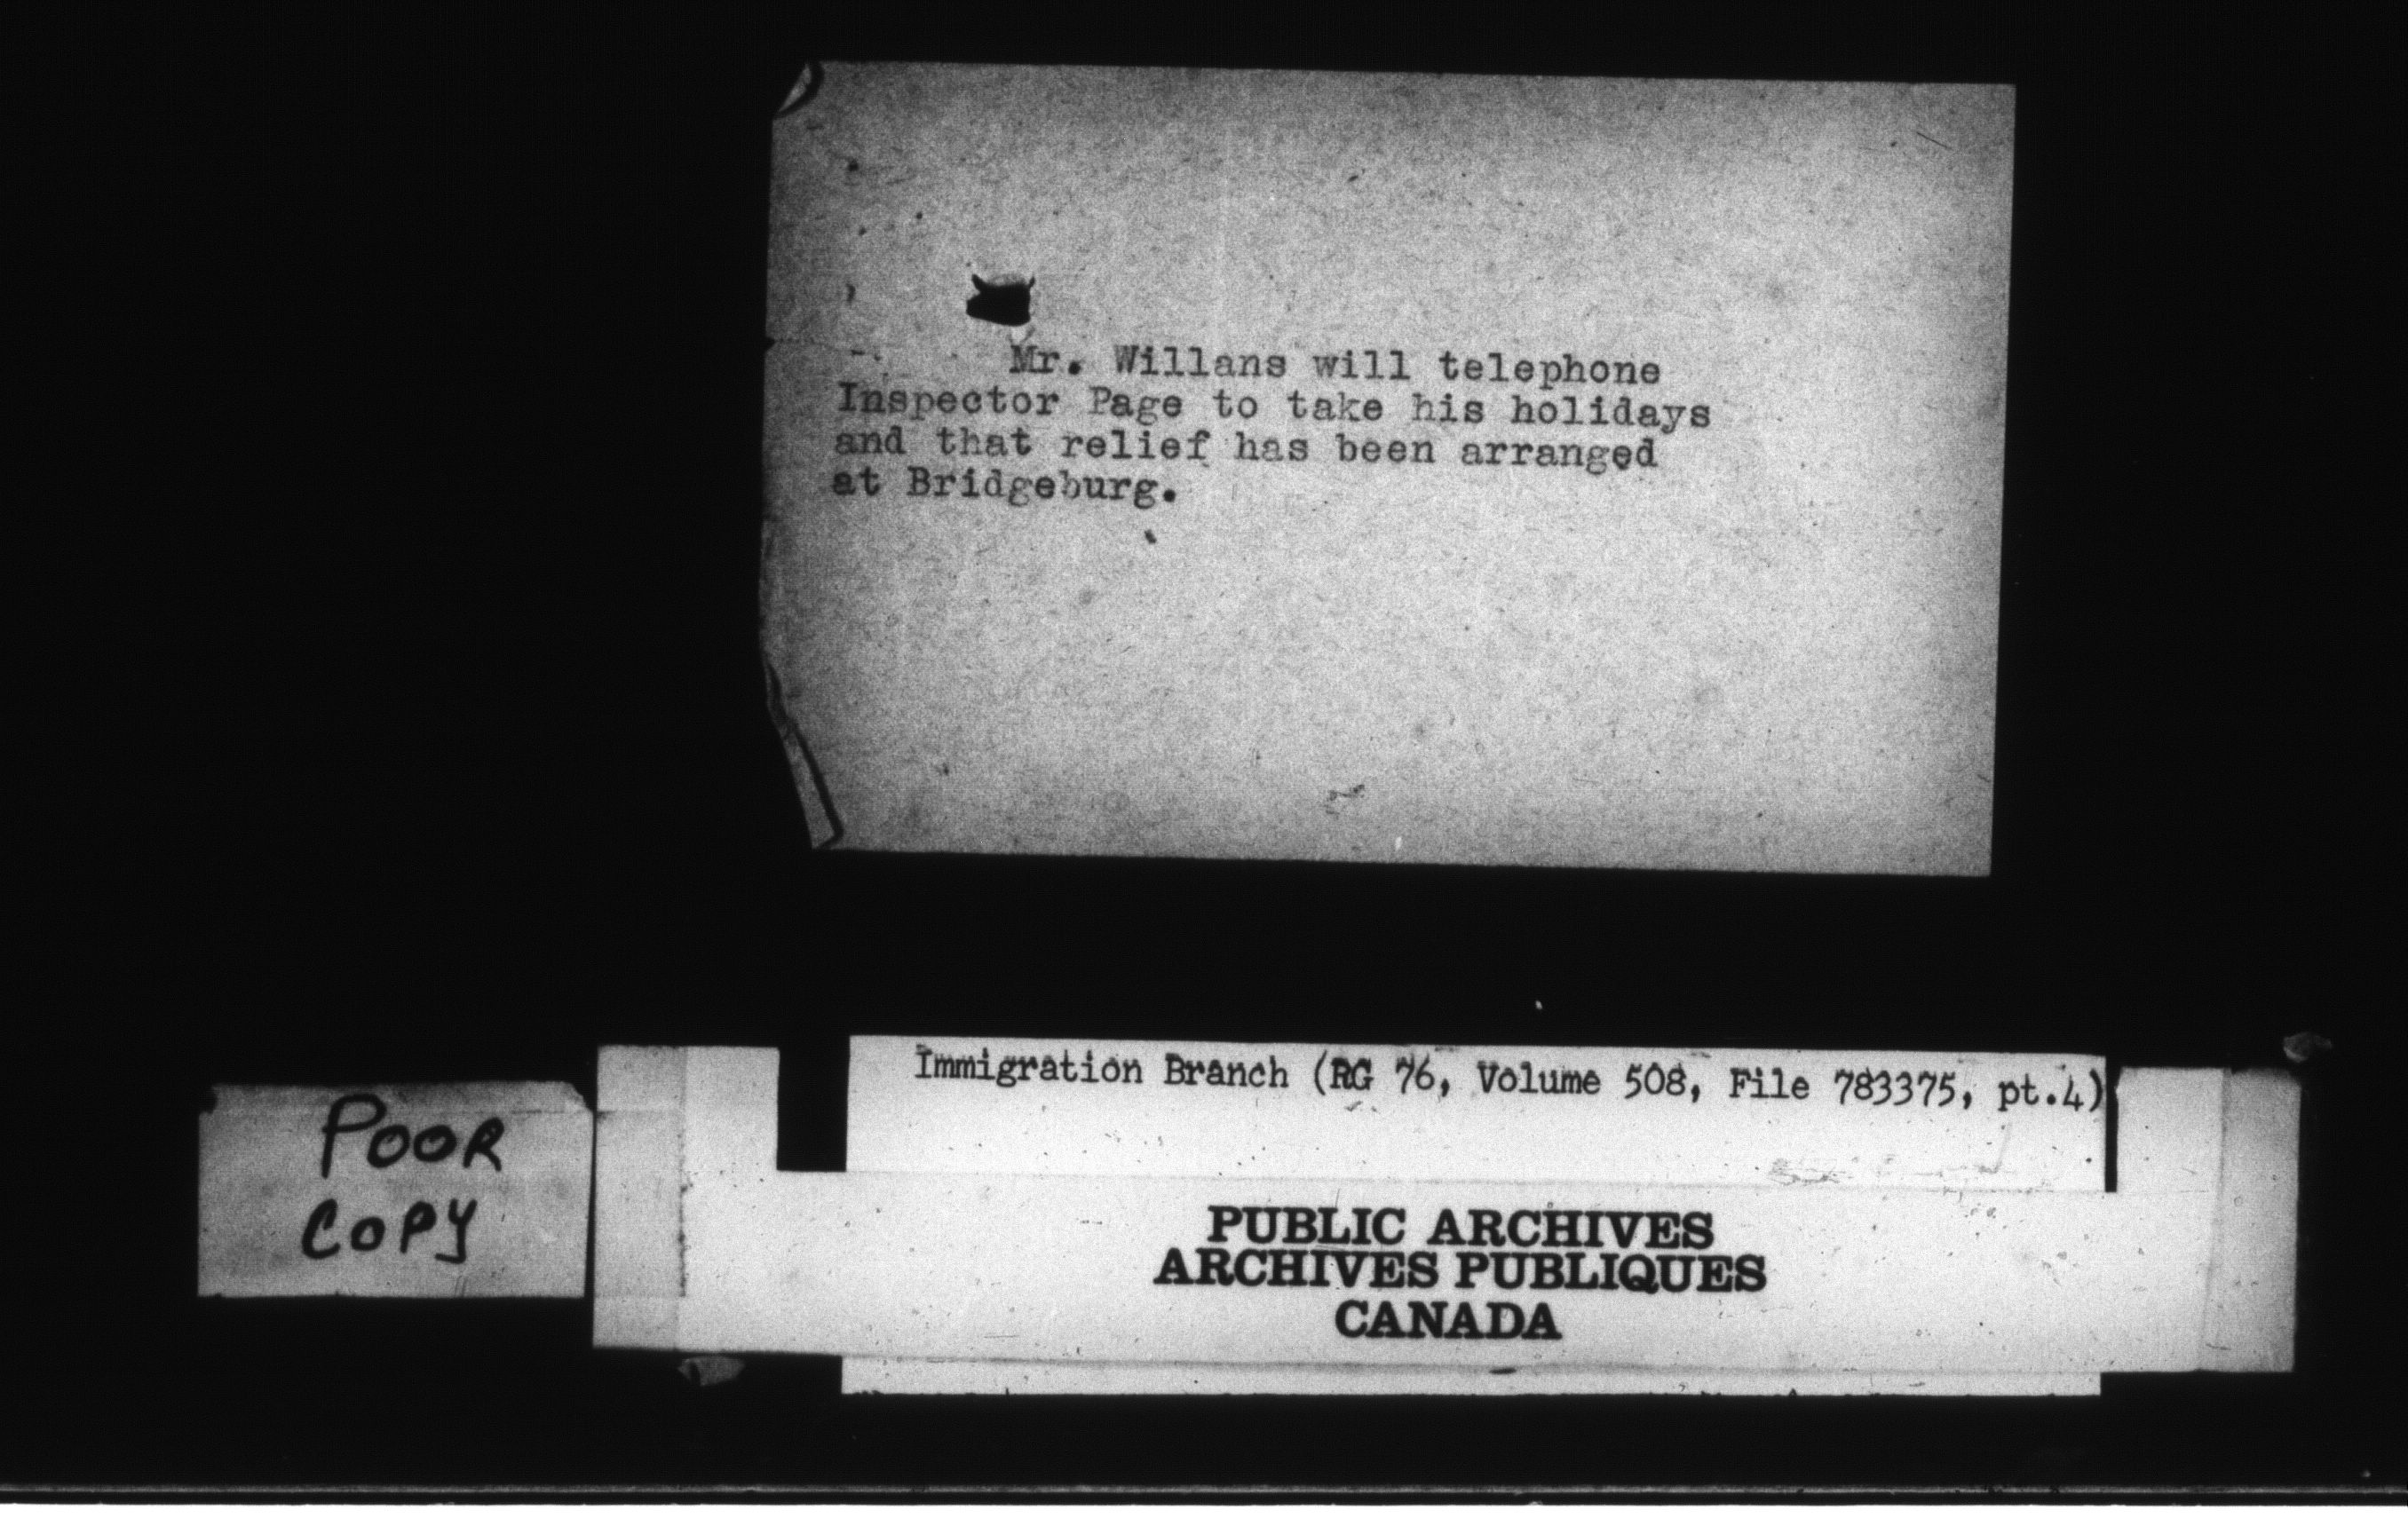 Mr. Willans will telephone
Inspector Page to take his holidays
and that relief has been arranged
at Bridgeburg.
Immigration Branch (RG 76, Volume 508, File 783375, pt.4)
POOR
COPY
PUBLIC ARCHIVES
ARCHIVES PUBLIQUES
CANADA